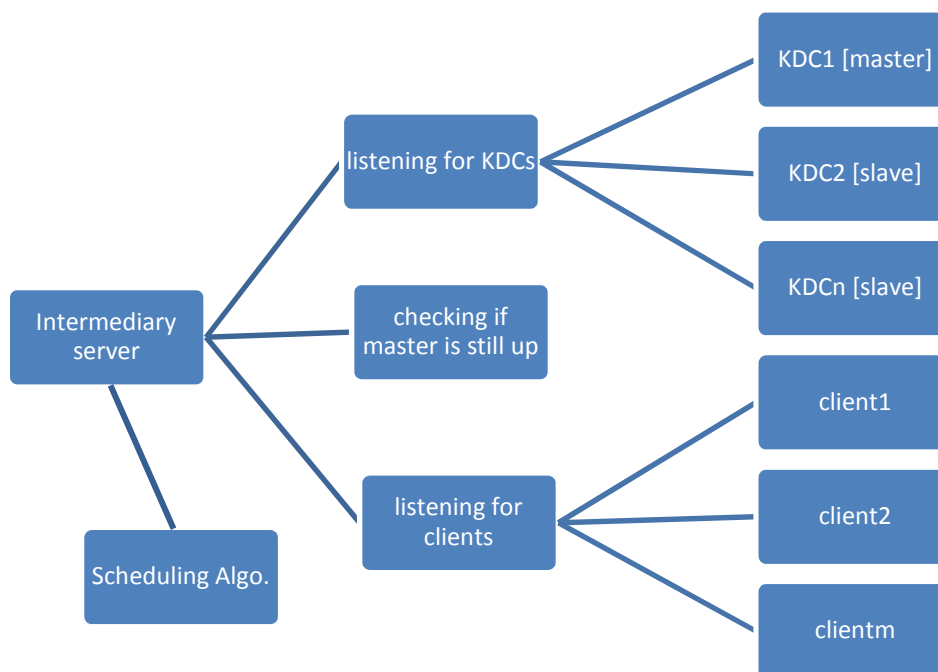 KDC1 [master]
listening for KDCs
KDC2 [slave]
KDCn [slave]
Intermediary
server
checking if
master is still up
client1
listening for
clients
client2
Scheduling Algo.
clientm